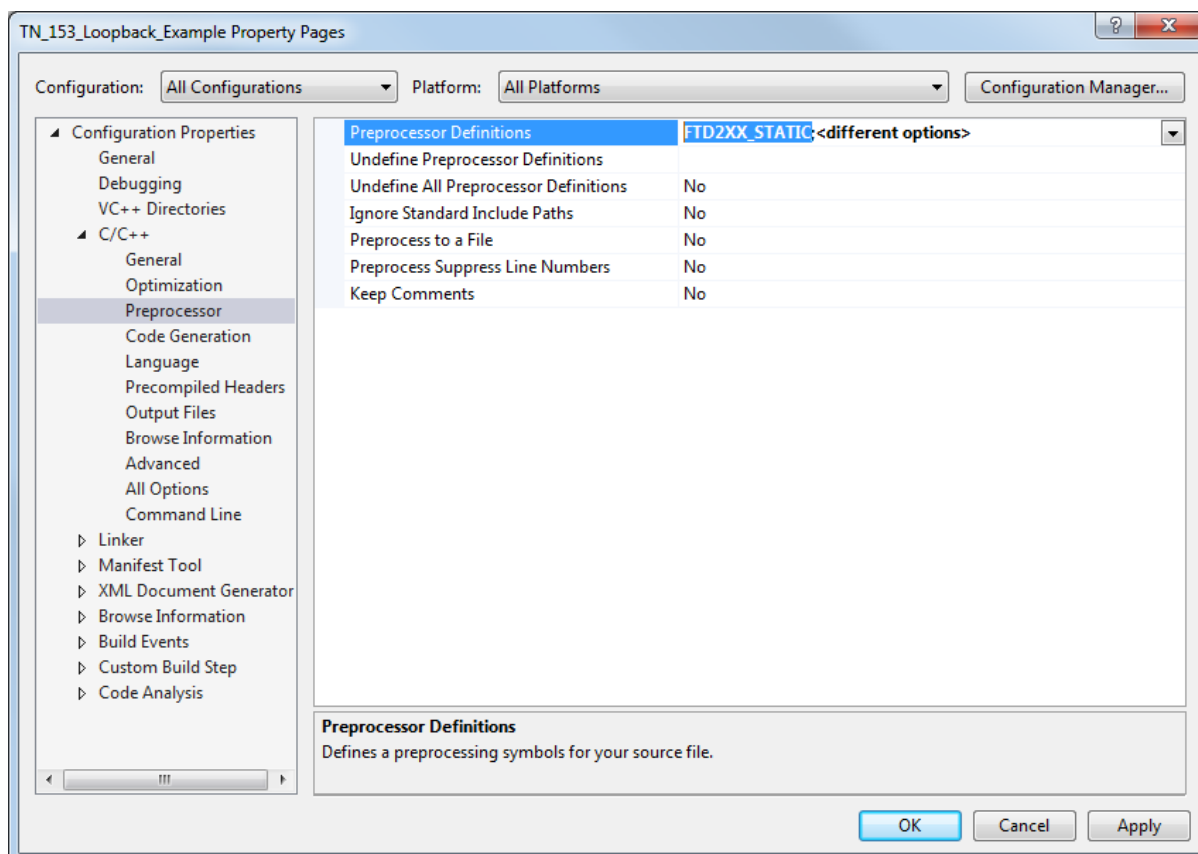 TN_153_Loopback_Example Property Pages
Configuration: All Configurations Platform: All Platforms Configuration Manager...
Configuration Properties
General
Debugging
VC++ Directories
C/C++
General
Optimization
Preprocessor
Code Generation
Language
Precompiled Headers
Output Files
Browse Information
Advanced
All Options
Command Line
Linker
Manifest Tool
XML Document Generator
Browse Information
Build Events
Custom Build Step
Code Analysis
Preprocessor Definitions FTD2XX_STATIC;<different options>
Undefine Preprocessor Definitions
Undefine All Preprocessor Definitions No
Ignore Standard Include Paths No
Preprocess to a File No
Preprocess Suppress Line Numbers No
Keep Comments No
Preprocessor Definitions
Defines a preprocessing symbols for your source file.
OK Cancel Apply